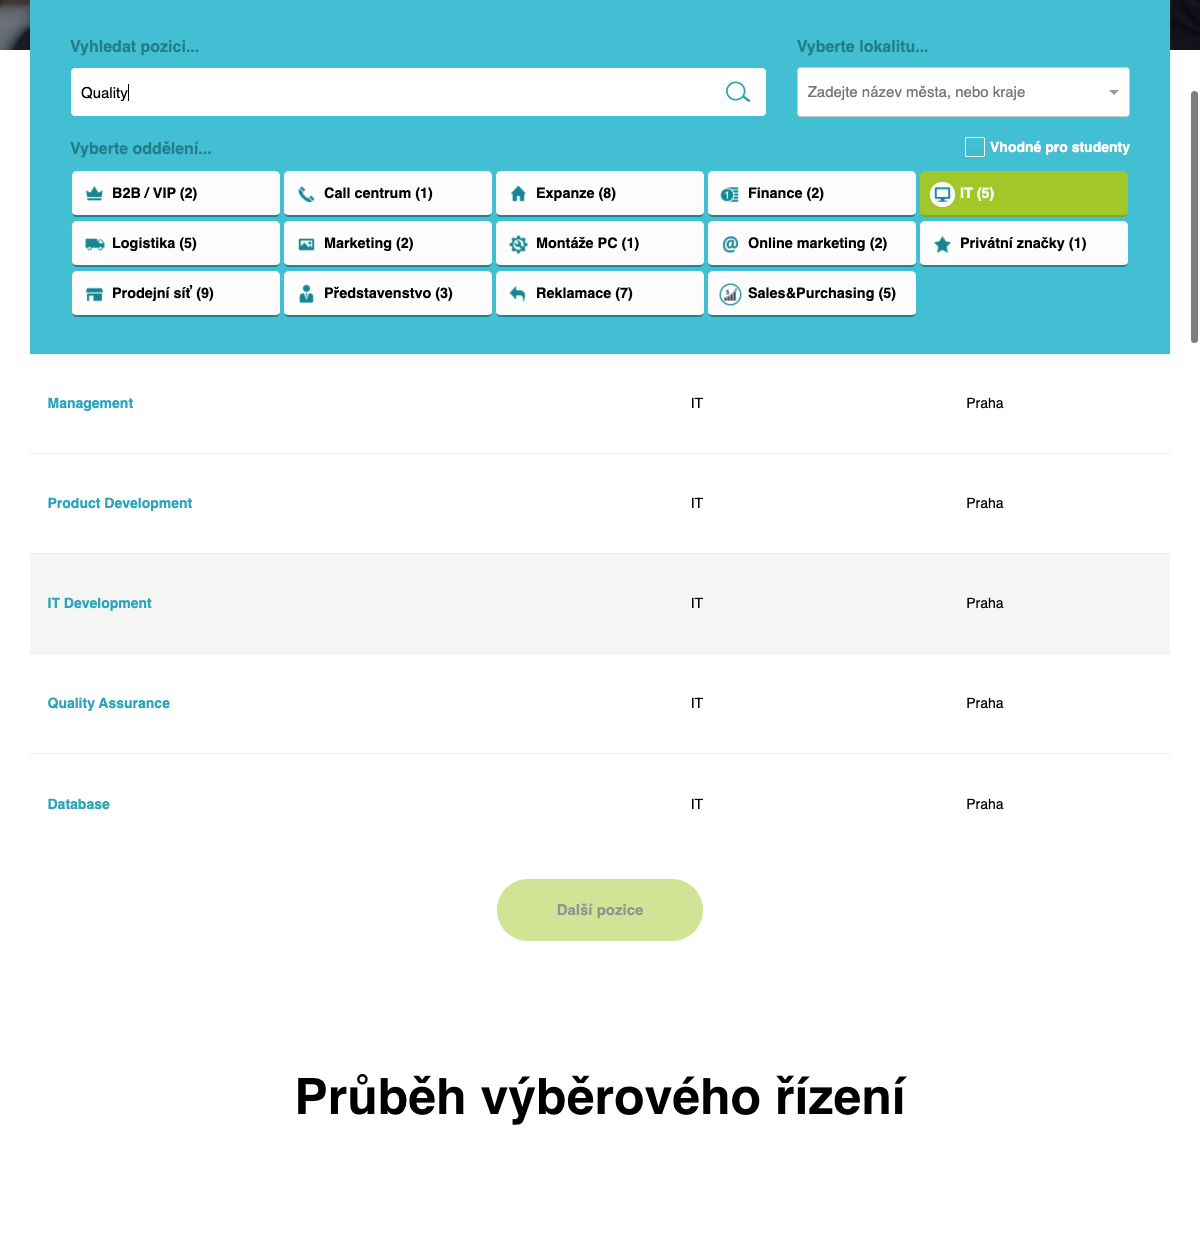 Vyhledat pozici...
Vyberte lokalitu...
Quality
Zadejte název města, nebo kraje
Vyberte oddělení...
Vhodné pro studenty
B2B / VIP (2)
Call centrum (1)
Expanze (8)
Finance (2)
IT (5)
Logistika (5)
Marketing (2)
Montáže PC (1)
Online marketing (2)
Privátní značky (1)
Prodejní síť (9)
Představenstvo (3)
Reklamace (7)
Sales&Purchasing (5)
Management IT Praha
Product Development IT Praha
IT Development IT Praha
Quality Assurance IT Praha
Database IT Praha
Další pozice
Průběh výběrového řízení